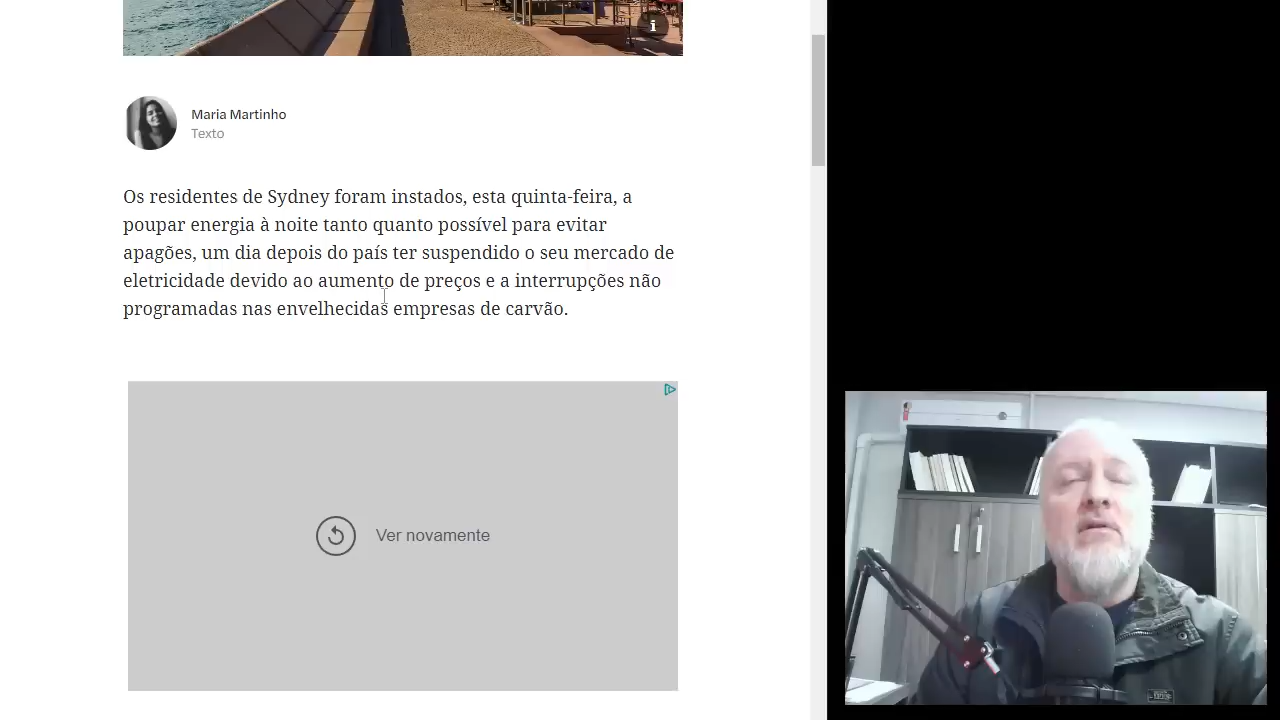 Maria Martinho
Texto
Os residentes de Sydney foram instados, esta quinta-feira, a
poupar energia à noite tanto quanto possível para evitar
apagões, um dia depois do país ter suspendido o seu mercado de
eletricidade devido ao aumento de preços e a interrupções não
programadas nas envelhecidas empresas de carvão.
Ver novamente